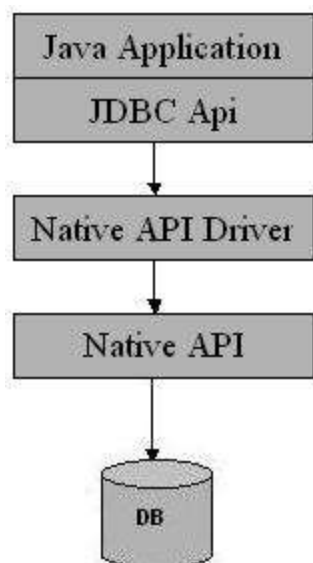 Java Application
JDBC Api
Native API Driver
Native API
DB